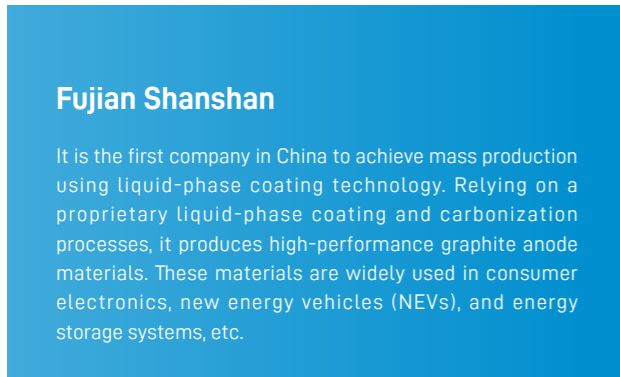 Fujian Shanshan
It is the first company in China to achieve mass production
using liquid-phase coating technology. Relying on a
proprietary liquid-phase coating and carbonization
processes, it produces high-performance graphite anode
materials. These materials are widely used in consumer
electronics, new energy vehicles (NEVs), and energy
storage systems, etc.